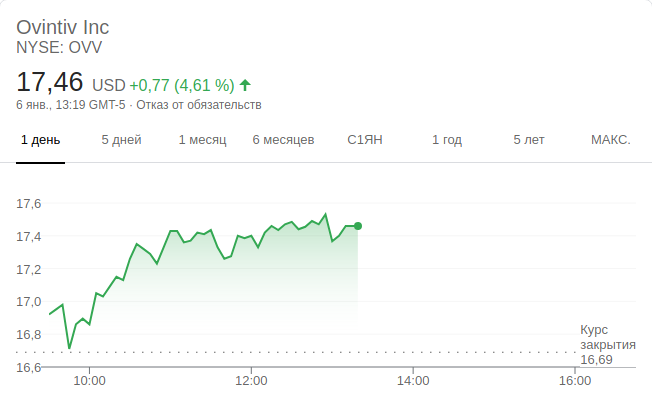 Ovintiv Inc
NYSE: OVV
17,46 USD +0,77 (4,61 %)
6 янв., 13:19 GMT-5 · Отказ от обязательств
1 день 5 дней 1 месяц 6 месяцев С1ЯН 1 год 5 лет МАКС.
17,6
17,4
17,2
17,0
16,8
Курс
закрытия
16,69
16,6
10:00 12:00 14:00 16:00